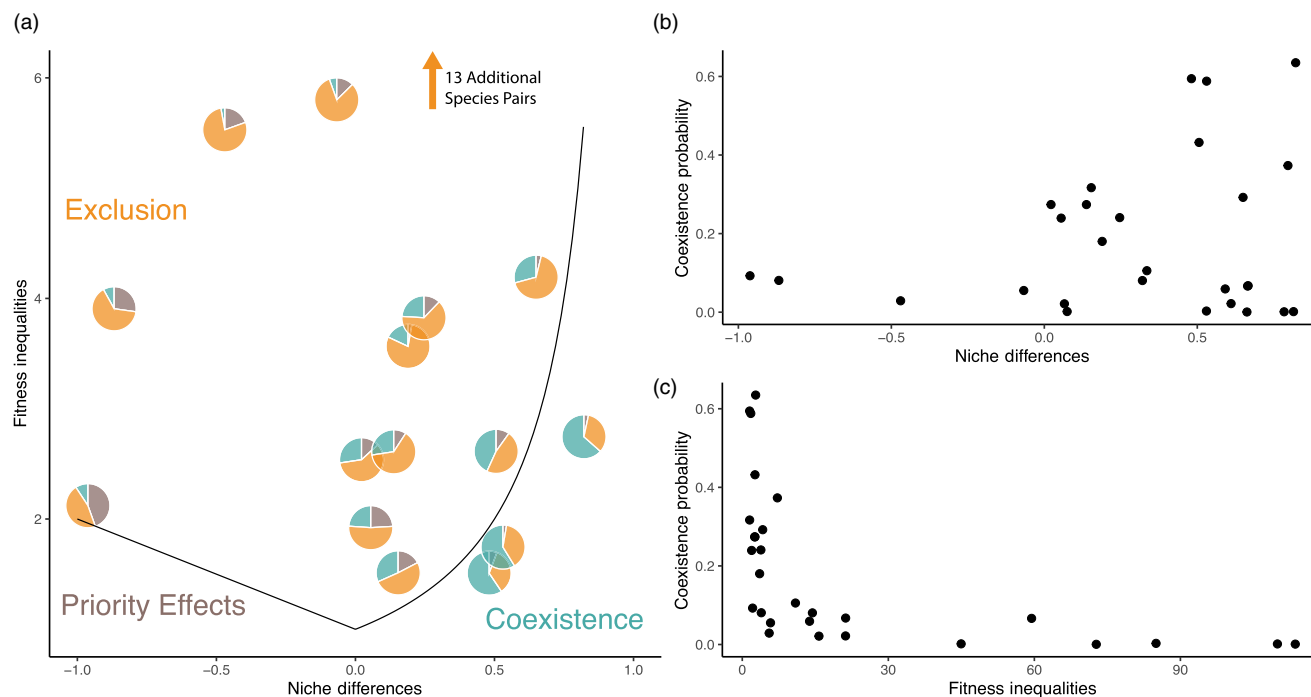 (a)
13 Additional
Species Pairs
Exclusion
Priority Effects
Coexistence
Fitness inequalities
6
4
2
−1.0
−0.5
0.0
0.5
1.0
Niche differences
(b)
Coexistence probability
0.6
0.4
0.2
0.0
−1.0
−0.5
0.0
0.5
Niche differences
(c)
Coexistence probability
0.6
0.4
0.2
0.0
0
30
60
90
Fitness inequalities